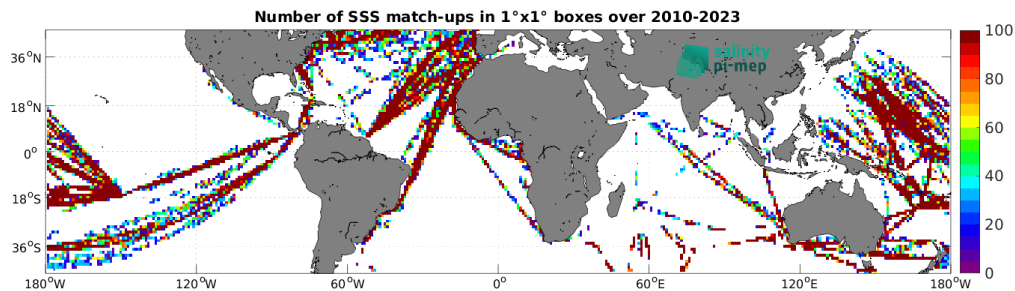 Number of SSS match-ups in 1°x1° boxes over 2010-2023
salinity
pi-mep
36°N
18°N
0°
18°S
36°S
180°W
120°W
60°W
0°
60°E
120°E
180°W
100
80
60
40
20
0